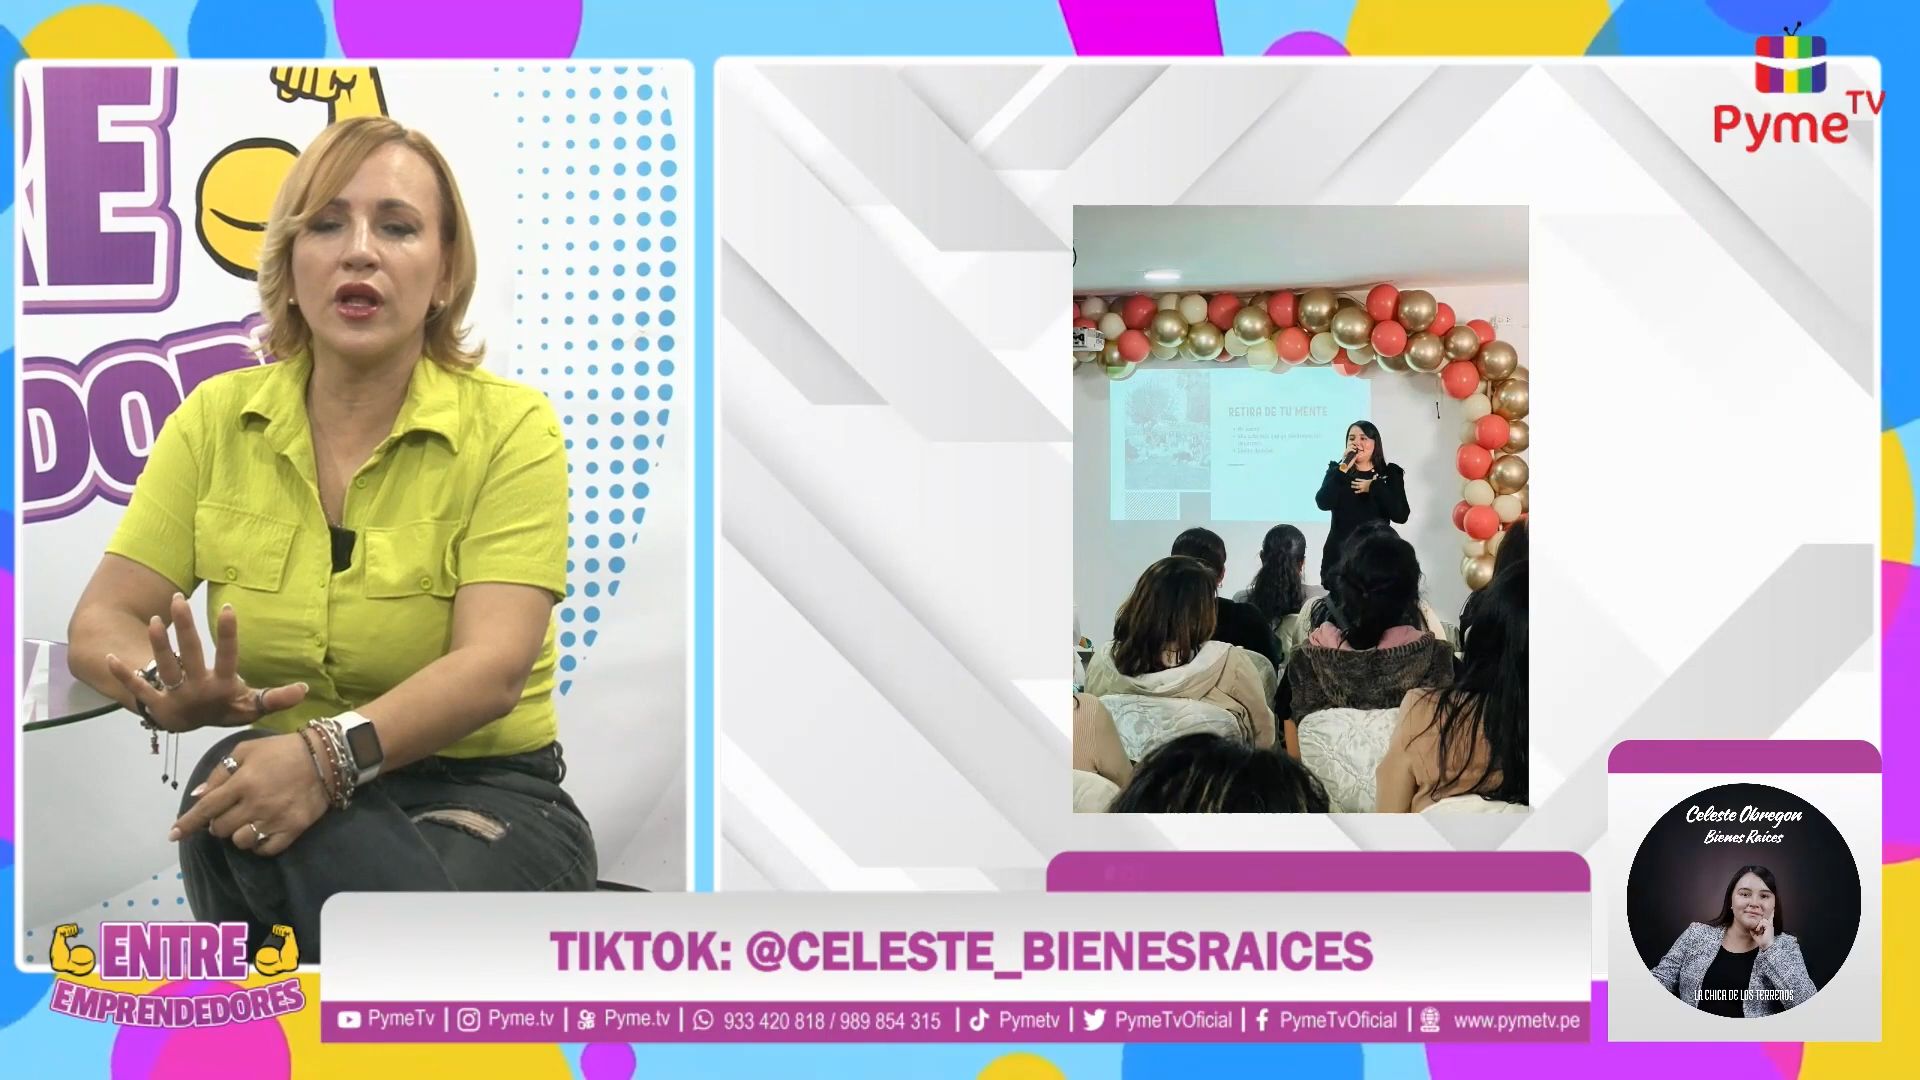 RE
DOR
Pyme TV
RETIRA DE TU MENTE
Celeste Obregon
Bienes Raices
LA CHICA DE LOS TERRENOS
ENTRE
EMPRENDEDORES
TIKTOK: @CELESTE_BIENESRAICES
PymeTv | Pyme.tv | Pyme.tv | 933 420 818 / 989 854 315 | Pymetv | PymeTvOficial | PymeTvOficial | www.pymetv.pe